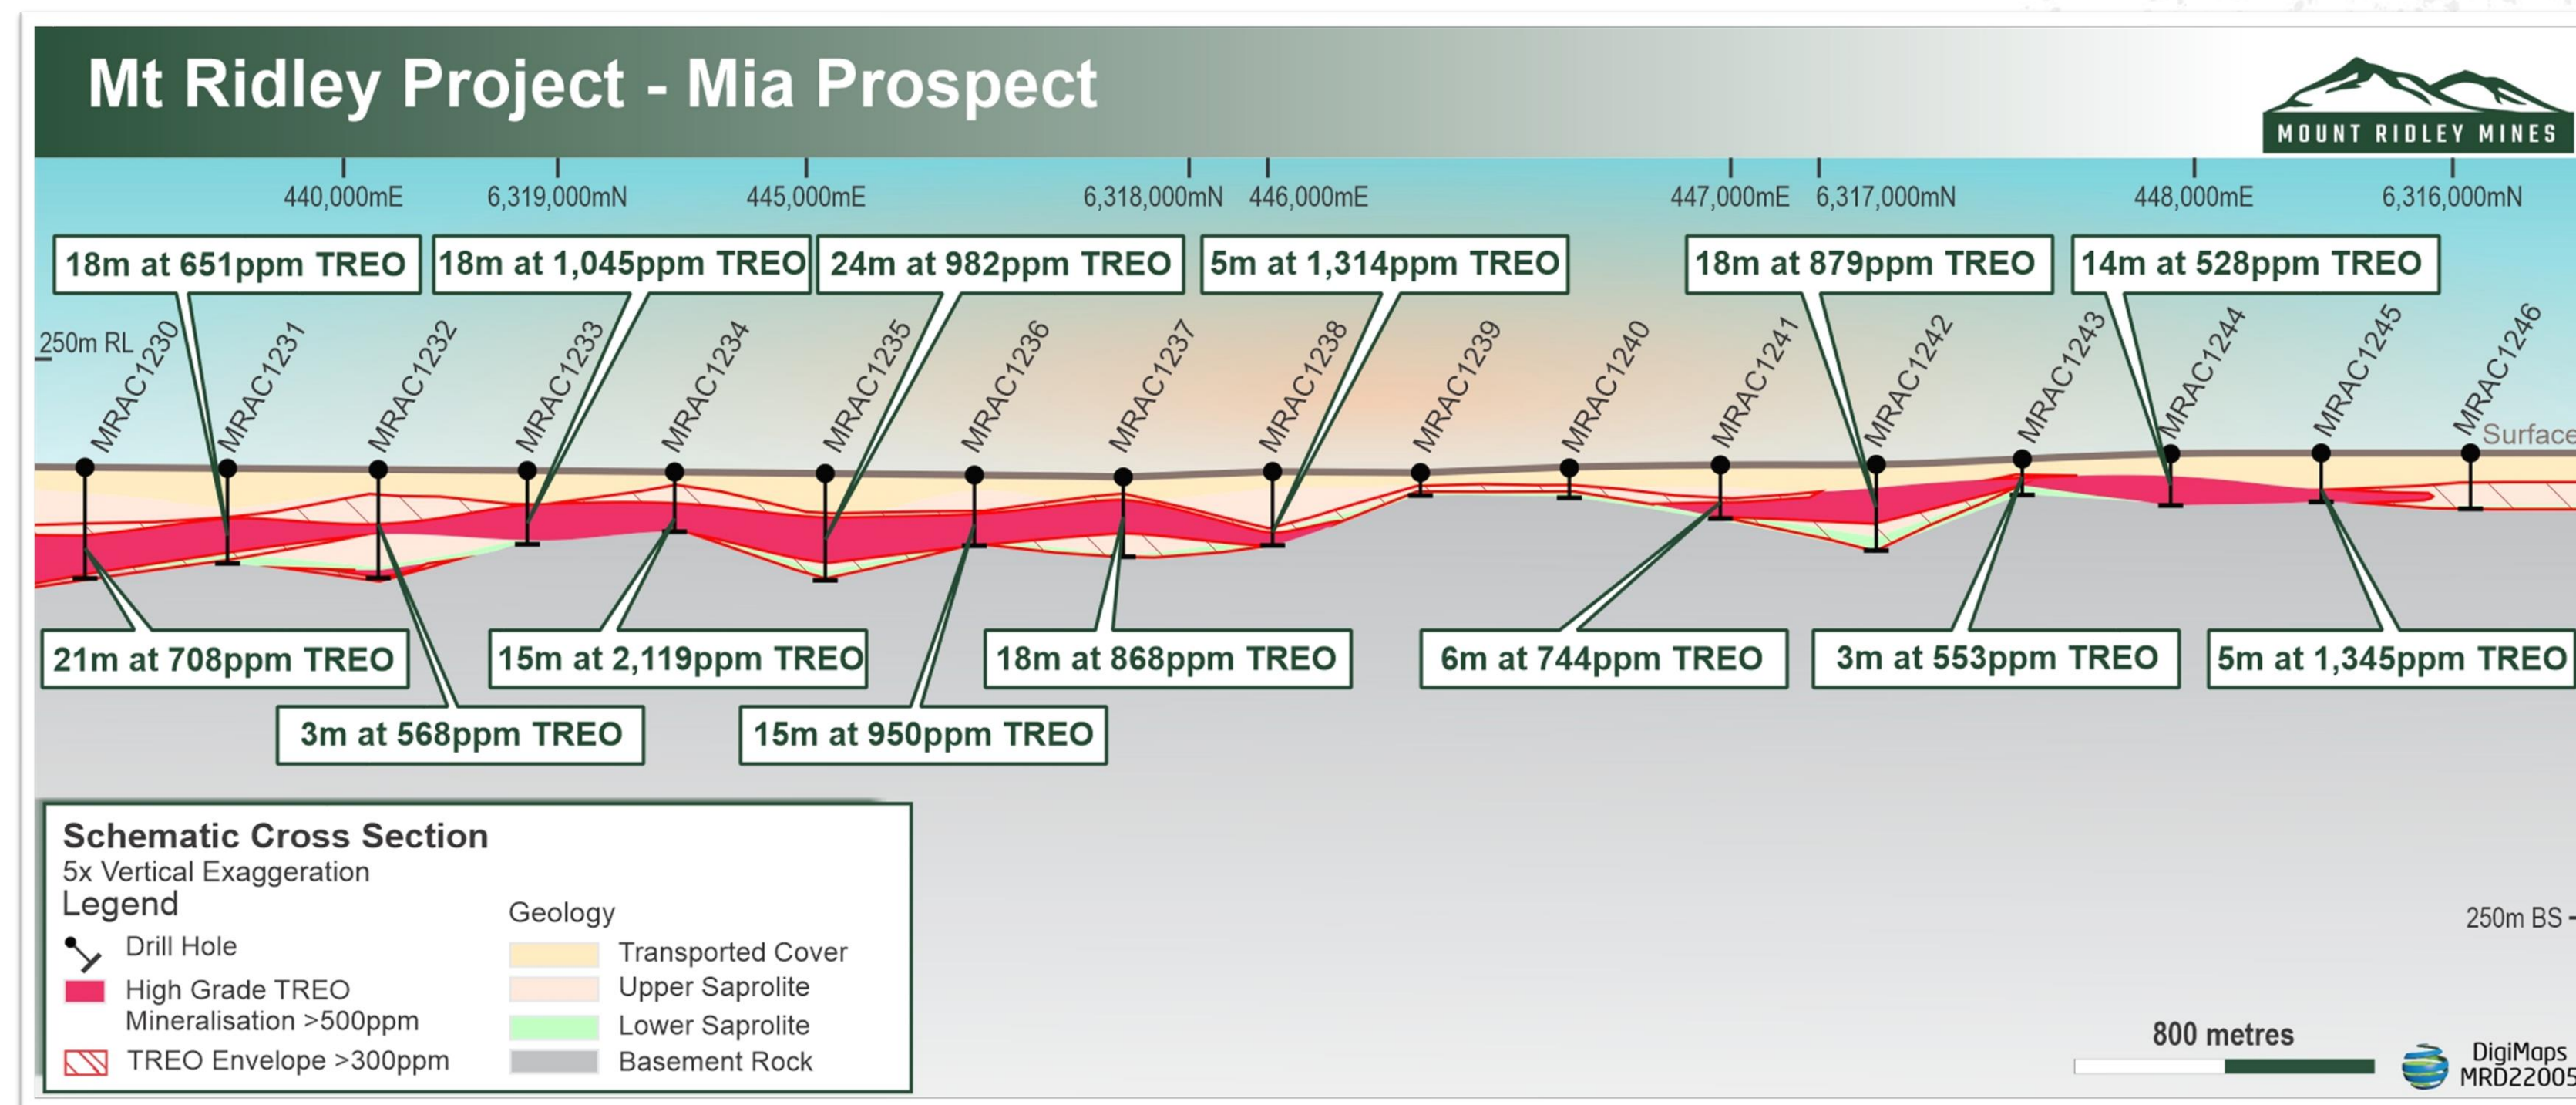 Mt Ridley Project - Mia Prospect
MOUNT RIDLEY MINES
440,000mE
6,319,000mN
445,000mE
6,318,000mN
446,000mE
447,000mE
6,317,000mN
448,000mE
6,316,000mN
18m at 651ppm TREO
18m at 1,045ppm TREO
24m at 982ppm TREO
5m at 1,314ppm TREO
18m at 879ppm TREO
14m at 528ppm TREO
250m RL
MRAC1230
MRAC1231
MRAC1232
MRAC1233
MRAC1234
MRAC1235
MRAC1236
MRAC1237
MRAC1238
MRAC1239
MRAC1240
MRAC1241
MRAC1242
MRAC1243
MRAC1244
MRAC1245
MRAC1246
Surface
21m at 708ppm TREO
15m at 2,119ppm TREO
18m at 868ppm TREO
6m at 744ppm TREO
3m at 553ppm TREO
5m at 1,345ppm TREO
3m at 568ppm TREO
15m at 950ppm TREO
Schematic Cross Section
5x Vertical Exaggeration
Legend
Drill Hole
High Grade TREO
Mineralisation >500ppm
TREO Envelope >300ppm
Geology
Transported Cover
Upper Saprolite
Lower Saprolite
Basement Rock
250m BS
800 metres
DigiMaps
MRD22005